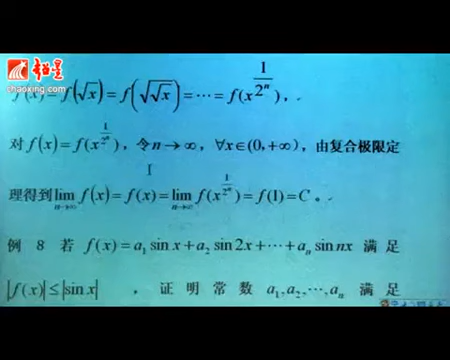 超星
chaoxing.com
f(x) = f(√x) = f(√√x) = ⋯ = f(x^{1/2^n}),
对 f(x) = f(x^{1/2^n}), 令 n → ∞, ∀x ∈ (0, +∞), 由复合极限定
理得到 lim_{n→∞} f(x) = f(x) = lim_{n→∞} f(x^{1/2^n}) = f(1) = C 。
例 8 若 f(x) = a₁ sin x + a₂ sin 2x + ⋯ + aₙ sin nx 满足
|f(x)| ≤ |sin x| , 证明常数 a₁, a₂, ⋯, aₙ 满足